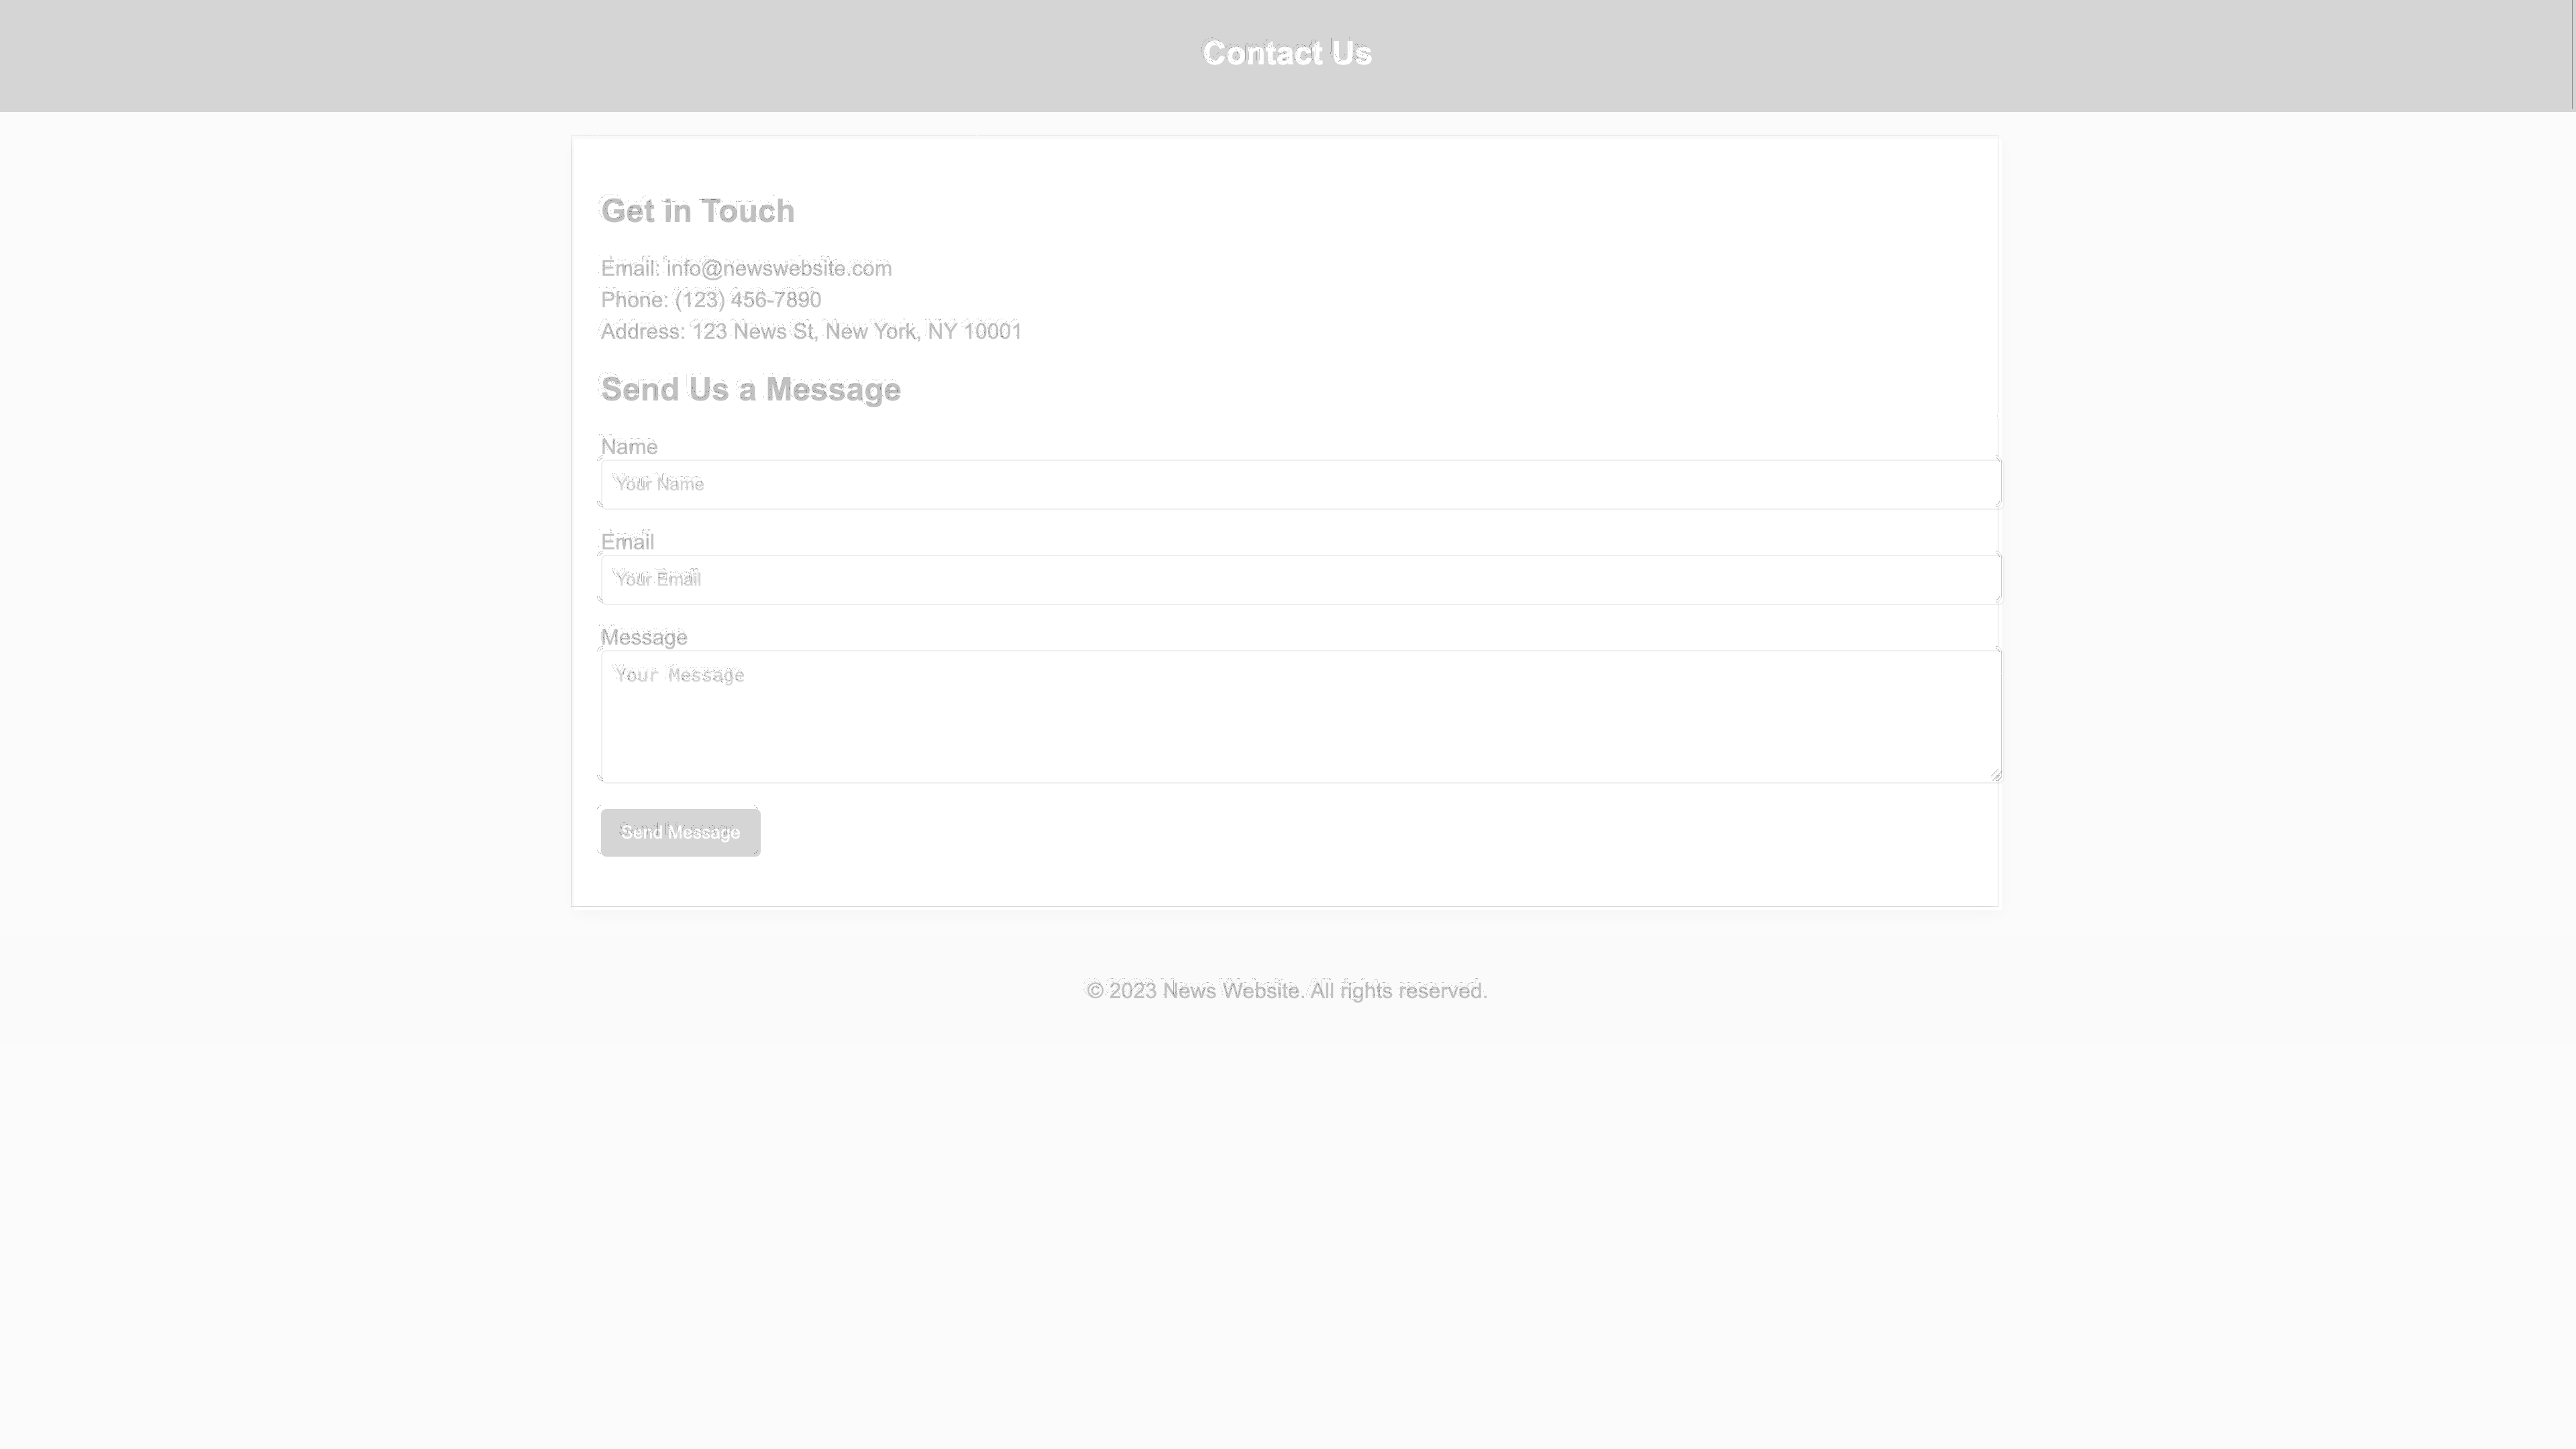 Contact Us
Get in Touch
Email: info@newswebsite.com
Phone: (123) 456-7890
Address: 123 News St, New York, NY 10001
Send Us a Message
Name
Your Name
Email
Your Email
Message
Your Message
Send Message
© 2023 News Website. All rights reserved.